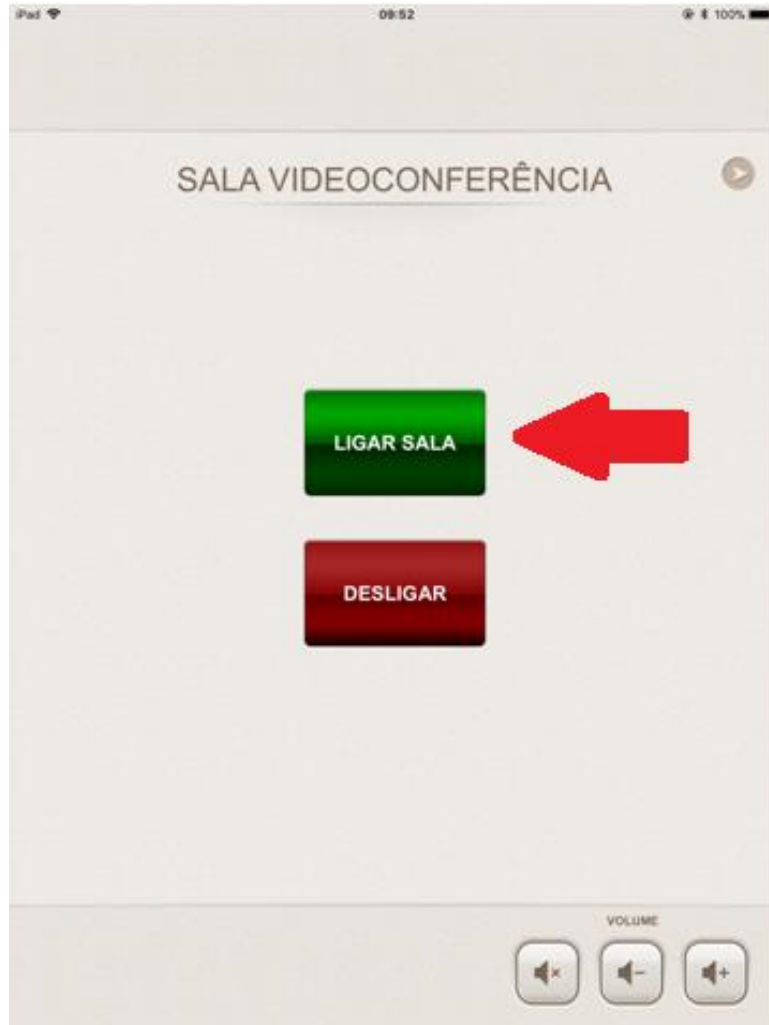 iPad 09:52 100%
SALA VIDEOCONFERÊNCIA
LIGAR SALA
DESLIGAR
VOLUME